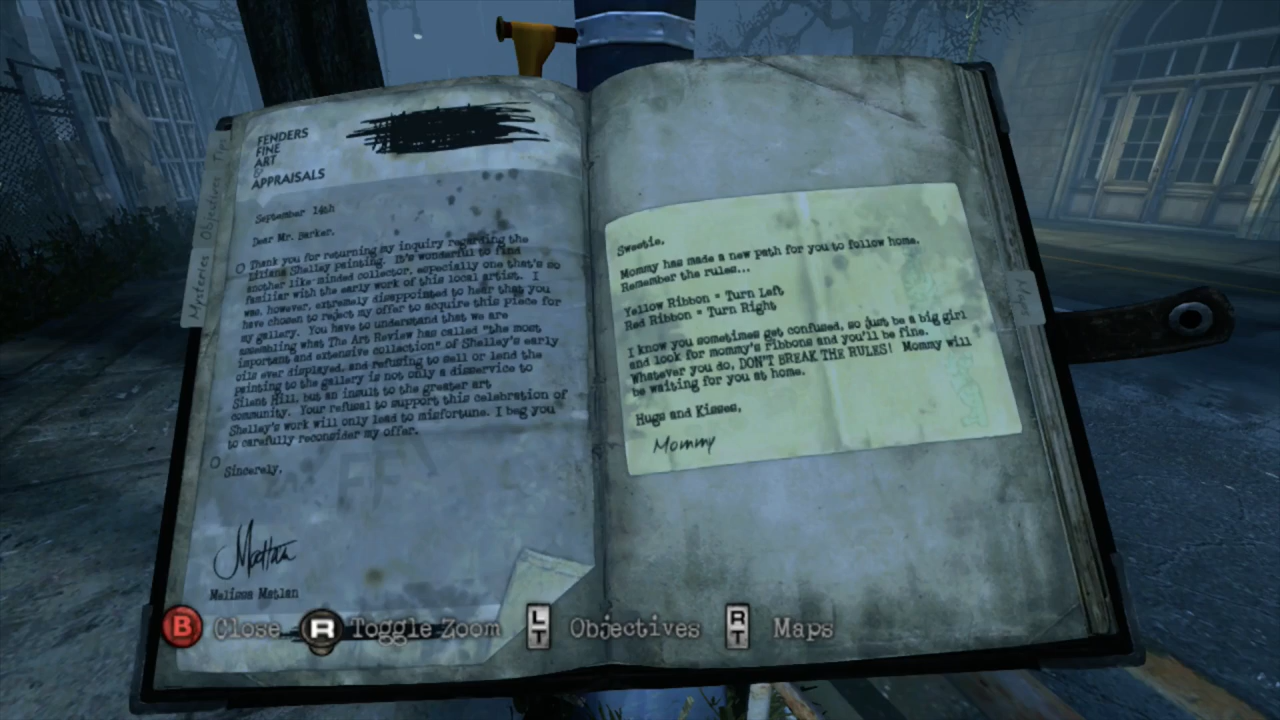 FENDERS
FINE
ART
&
APPRAISALS
September 14th
Dear Mr. Barker,
Thank you for returning my inquiry regarding the
Liliana Shelley painting. It's wonderful to find
another like-minded collector, especially one that's so
familiar with the early work of this local artist. I
was, however, extremely disappointed to hear that you
have chosen to reject my offer to acquire this piece for
my gallery. You have to understand that we are
assembling what The Art Review has called "the most
important and extensive collection" of Shelley's early
oils ever displayed, and refusing to sell or lend the
painting to the gallery is not only a disservice to
Silent Hill, but an insult to the greater art
community. Your refusal to support this celebration of
Shelley's work will only lead to misfortune. I beg you
to carefully reconsider my offer.
Sincerely,
Melissa Matlan
Mysteries
Objectives
Sweetie,
Mommy has made a new path for you to follow home.
Remember the rules...
Yellow Ribbon = Turn Left
Red Ribbon = Turn Right
I know you sometimes get confused, so just be a big girl
and look for mommy's ribbons and you'll be fine.
Whatever you do, DON'T BREAK THE RULES! Mommy will
be waiting for you at home.
Hugs and Kisses,
Mommy
B Close R Toggle Zoom LT Objectives RT Maps